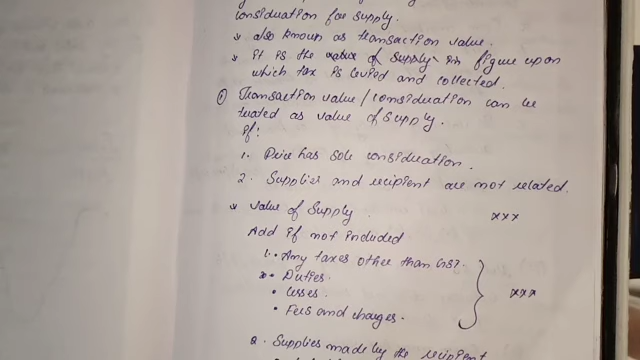 consideration for supply.
* also known as transaction value.
* it is the value of supply in figure upon
which tax is levied and collected.
① Transaction value / consideration can be
treated as value of supply.
if:
1. Price has sole consideration.
2. Supplier and recipient are not related.
* value of Supply xxx
Add if not included
1. • Any taxes other than GST.
• Duties.
• Cesses.
• Fees and charges. xxx
2. Supplies made by the recipient